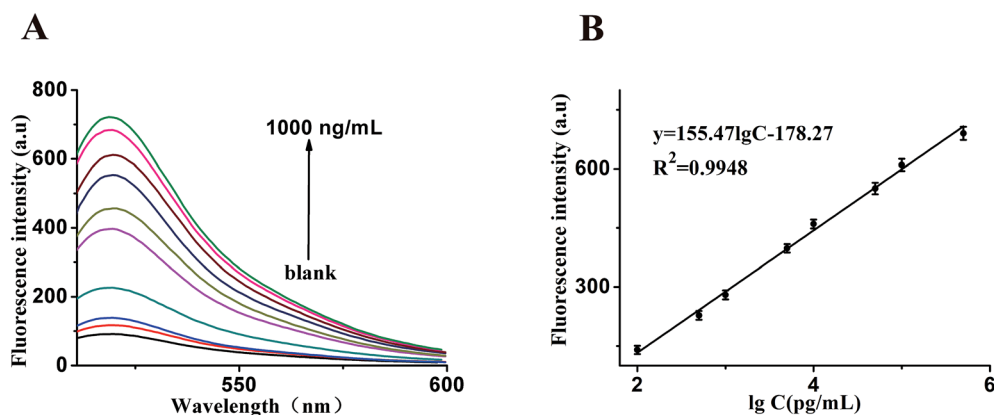 A
Fluorescence intensity (a.u)
800
600
400
200
0
1000 ng/mL
blank
550
600
Wavelength（nm）
B
Fluorescence intensity (a.u)
600
300
y=155.47lgC-178.27
R²=0.9948
2
4
6
lg C(pg/mL)